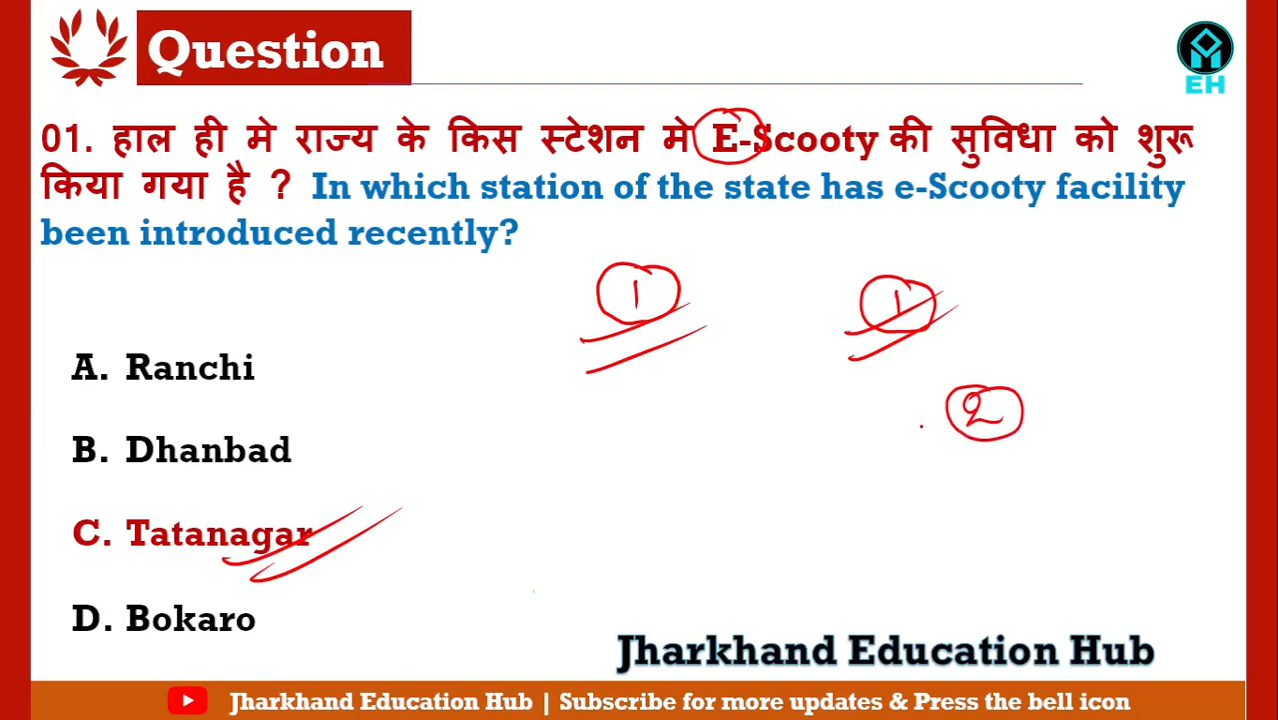 Question
EH
01. हाल ही मे राज्य के किस स्टेशन मे E-Scooty की सुविधा को शुरू
किया गया है ? In which station of the state has e-Scooty facility
been introduced recently?
1
1
A. Ranchi
2
B. Dhanbad
C. Tatanagar
D. Bokaro
Jharkhand Education Hub
Jharkhand Education Hub | Subscribe for more updates & Press the bell icon